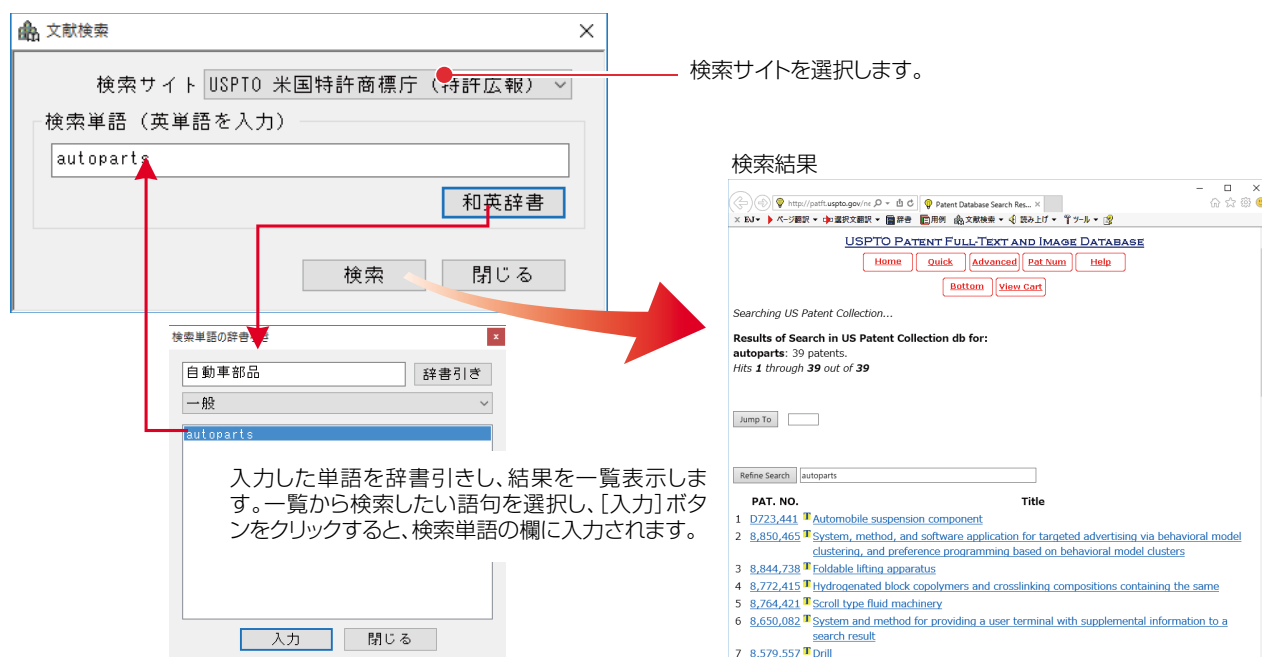 文献検索
検索サイト USPTO 米国特許商標庁（特許広報）
検索サイトを選択します。
検索単語（英単語を入力）
autoparts
和英辞書
検索 閉じる
検索単語の辞書引き
自動車部品 辞書引き
一般
autoparts
入力した単語を辞書引きし、結果を一覧表示しま
す。一覧から検索したい語句を選択し、［入力］ボタ
ンをクリックすると、検索単語の欄に入力されます。
入力 閉じる
検索結果
http://patft.uspto.gov/ne Patent Database Search Res... ×
× EJ ページ翻訳 選択文翻訳 辞書 用例 文献検索 読み上げ ツール
USPTO PATENT FULL-TEXT AND IMAGE DATABASE
Home Quick Advanced Pat Num Help
Bottom View Cart
Searching US Patent Collection...
Results of Search in US Patent Collection db for:
autoparts: 39 patents.
Hits 1 through 39 out of 39
Jump To
Refine Search autoparts
PAT. NO. Title
1 D723,441 T Automobile suspension component
2 8,850,465 T System, method, and software application for targeted advertising via behavioral model
clustering, and preference programming based on behavioral model clusters
3 8,844,738 T Foldable lifting apparatus
4 8,772,415 T Hydrogenated block copolymers and crosslinking compositions containing the same
5 8,764,421 T Scroll type fluid machinery
6 8,650,082 T System and method for providing a user terminal with supplemental information to a
search result
7 8,579,557 T Drill